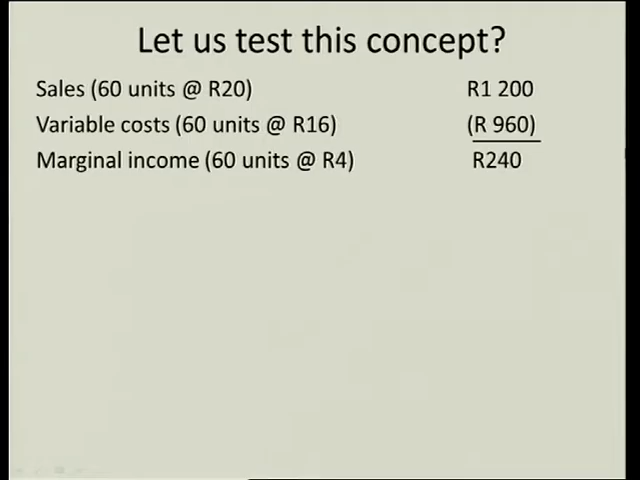 Let us test this concept?
Sales (60 units @ R20) R1 200
Variable costs (60 units @ R16) (R 960)
Marginal income (60 units @ R4) R240